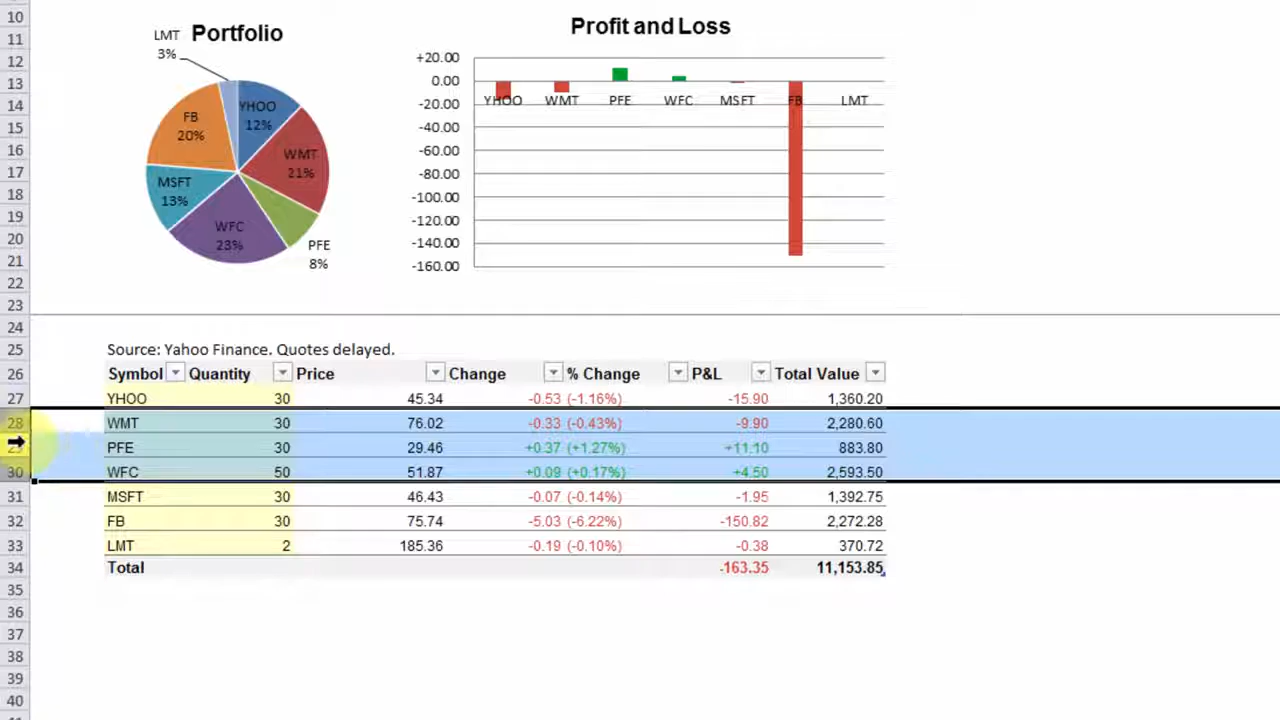 Portfolio
LMT
3%
YHOO
12%
WMT
21%
PFE
8%
WFC
23%
MSFT
13%
FB
20%
Profit and Loss
+20.00
0.00
-20.00
-40.00
-60.00
-80.00
-100.00
-120.00
-140.00
-160.00
YHOO WMT PFE WFC MSFT FB LMT
10
11
12
13
14
15
16
17
18
19
20
21
22
23
24
25 Source: Yahoo Finance. Quotes delayed.
26 Symbol Quantity Price Change % Change P&L Total Value
27 YHOO 30 45.34 -0.53 (-1.16%) -15.90 1,360.20
28 WMT 30 76.02 -0.33 (-0.43%) -9.90 2,280.60
29 PFE 30 29.46 +0.37 (+1.27%) +11.10 883.80
30 WFC 50 51.87 +0.09 (+0.17%) +4.50 2,593.50
31 MSFT 30 46.43 -0.07 (-0.14%) -1.95 1,392.75
32 FB 30 75.74 -5.03 (-6.22%) -150.82 2,272.28
33 LMT 2 185.36 -0.19 (-0.10%) -0.38 370.72
34 Total -163.35 11,153.85
35
36
37
38
39
40